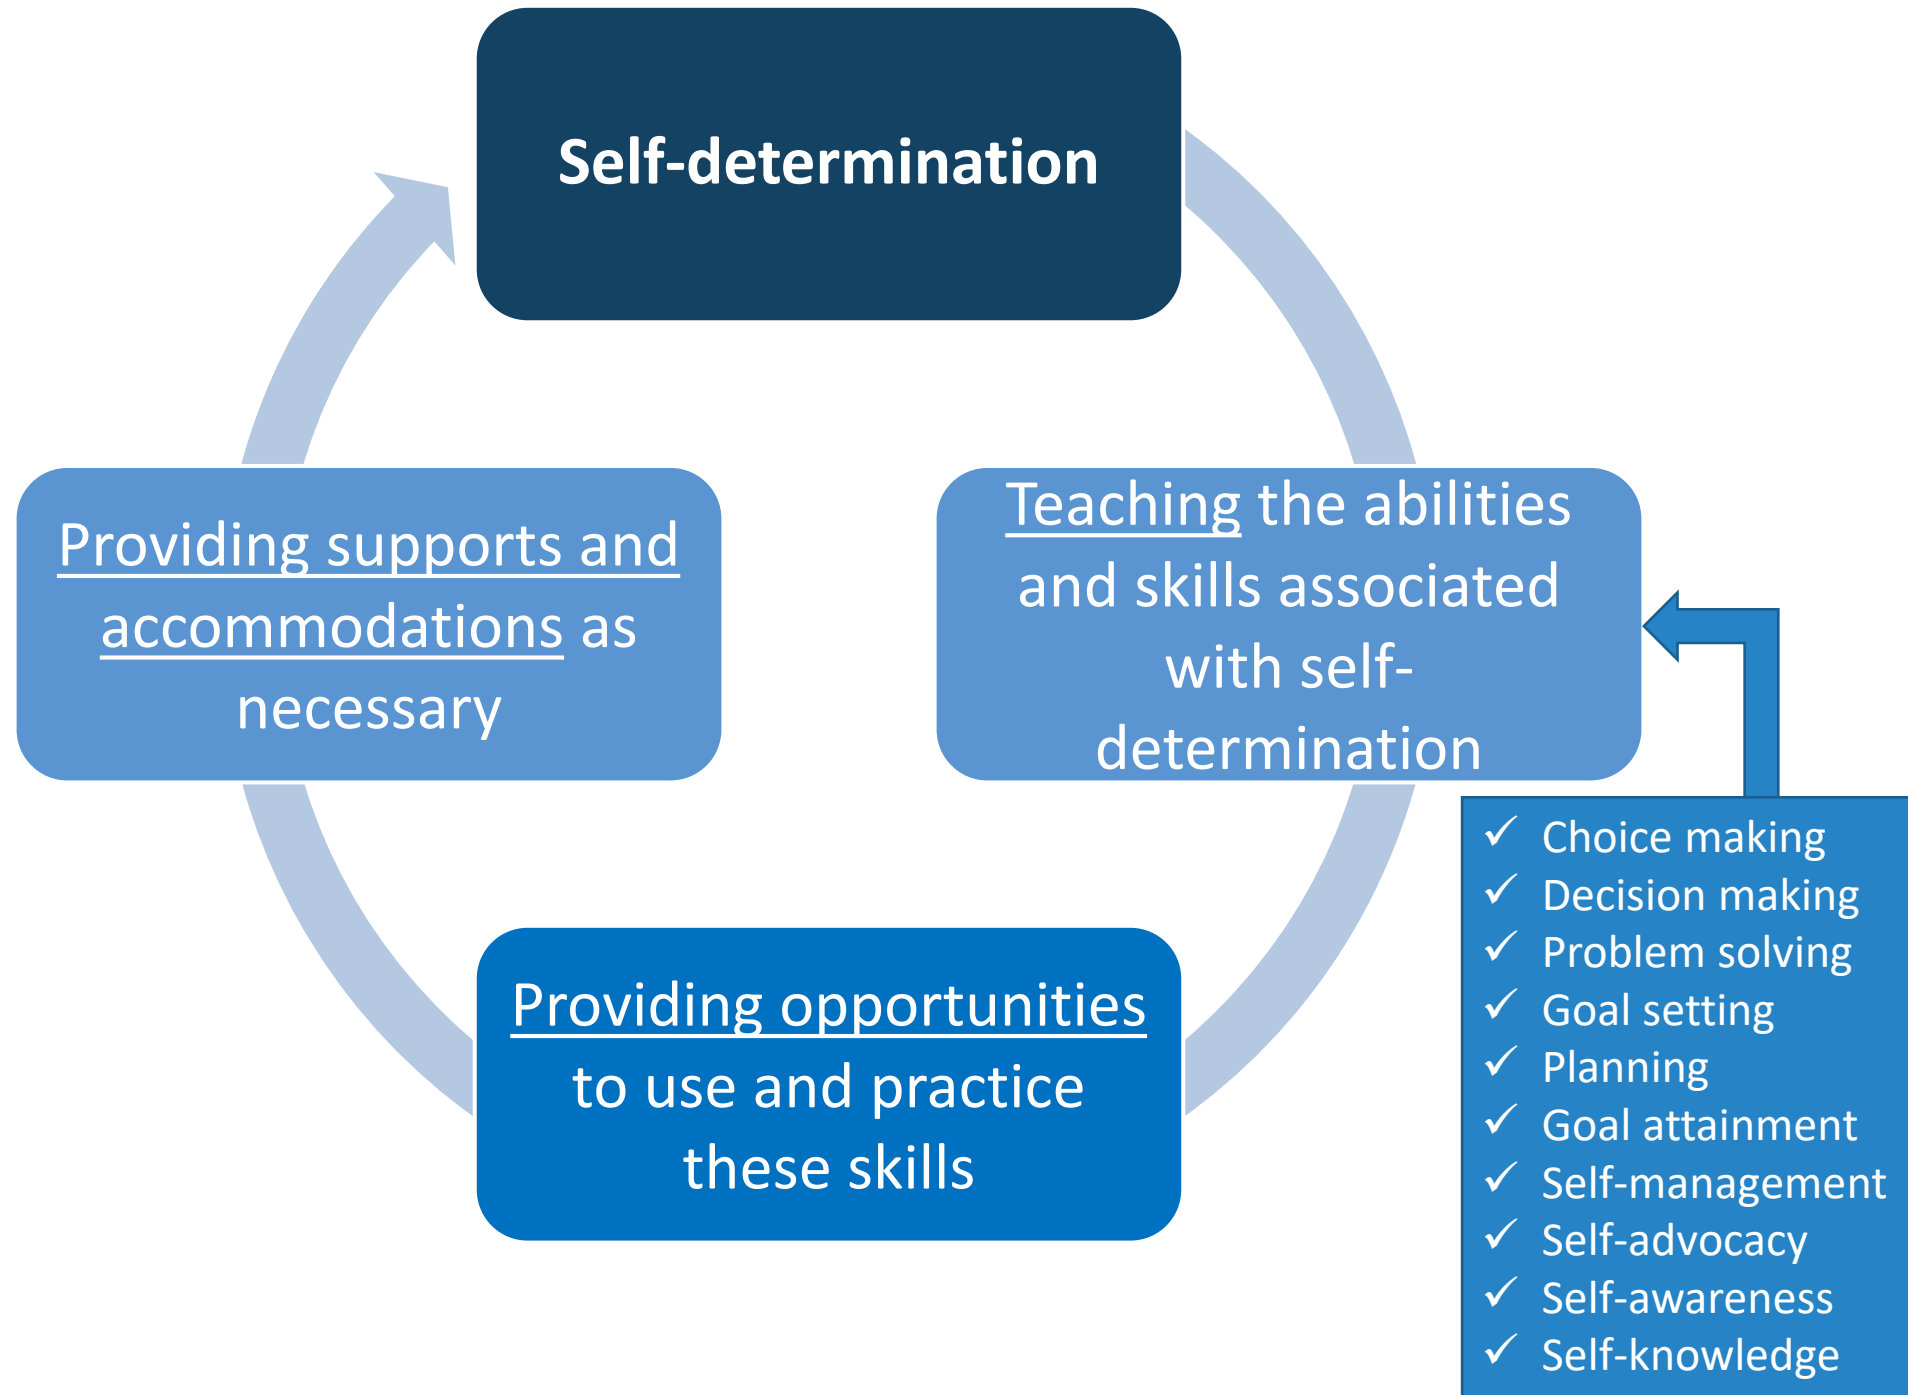 Self-determination
Teaching the abilities
and skills associated
with self-
determination
Choice making
Decision making
Problem solving
Goal setting
Planning
Goal attainment
Self-management
Self-advocacy
Self-awareness
Self-knowledge
Providing opportunities
to use and practice
these skills
Providing supports and
accommodations as
necessary